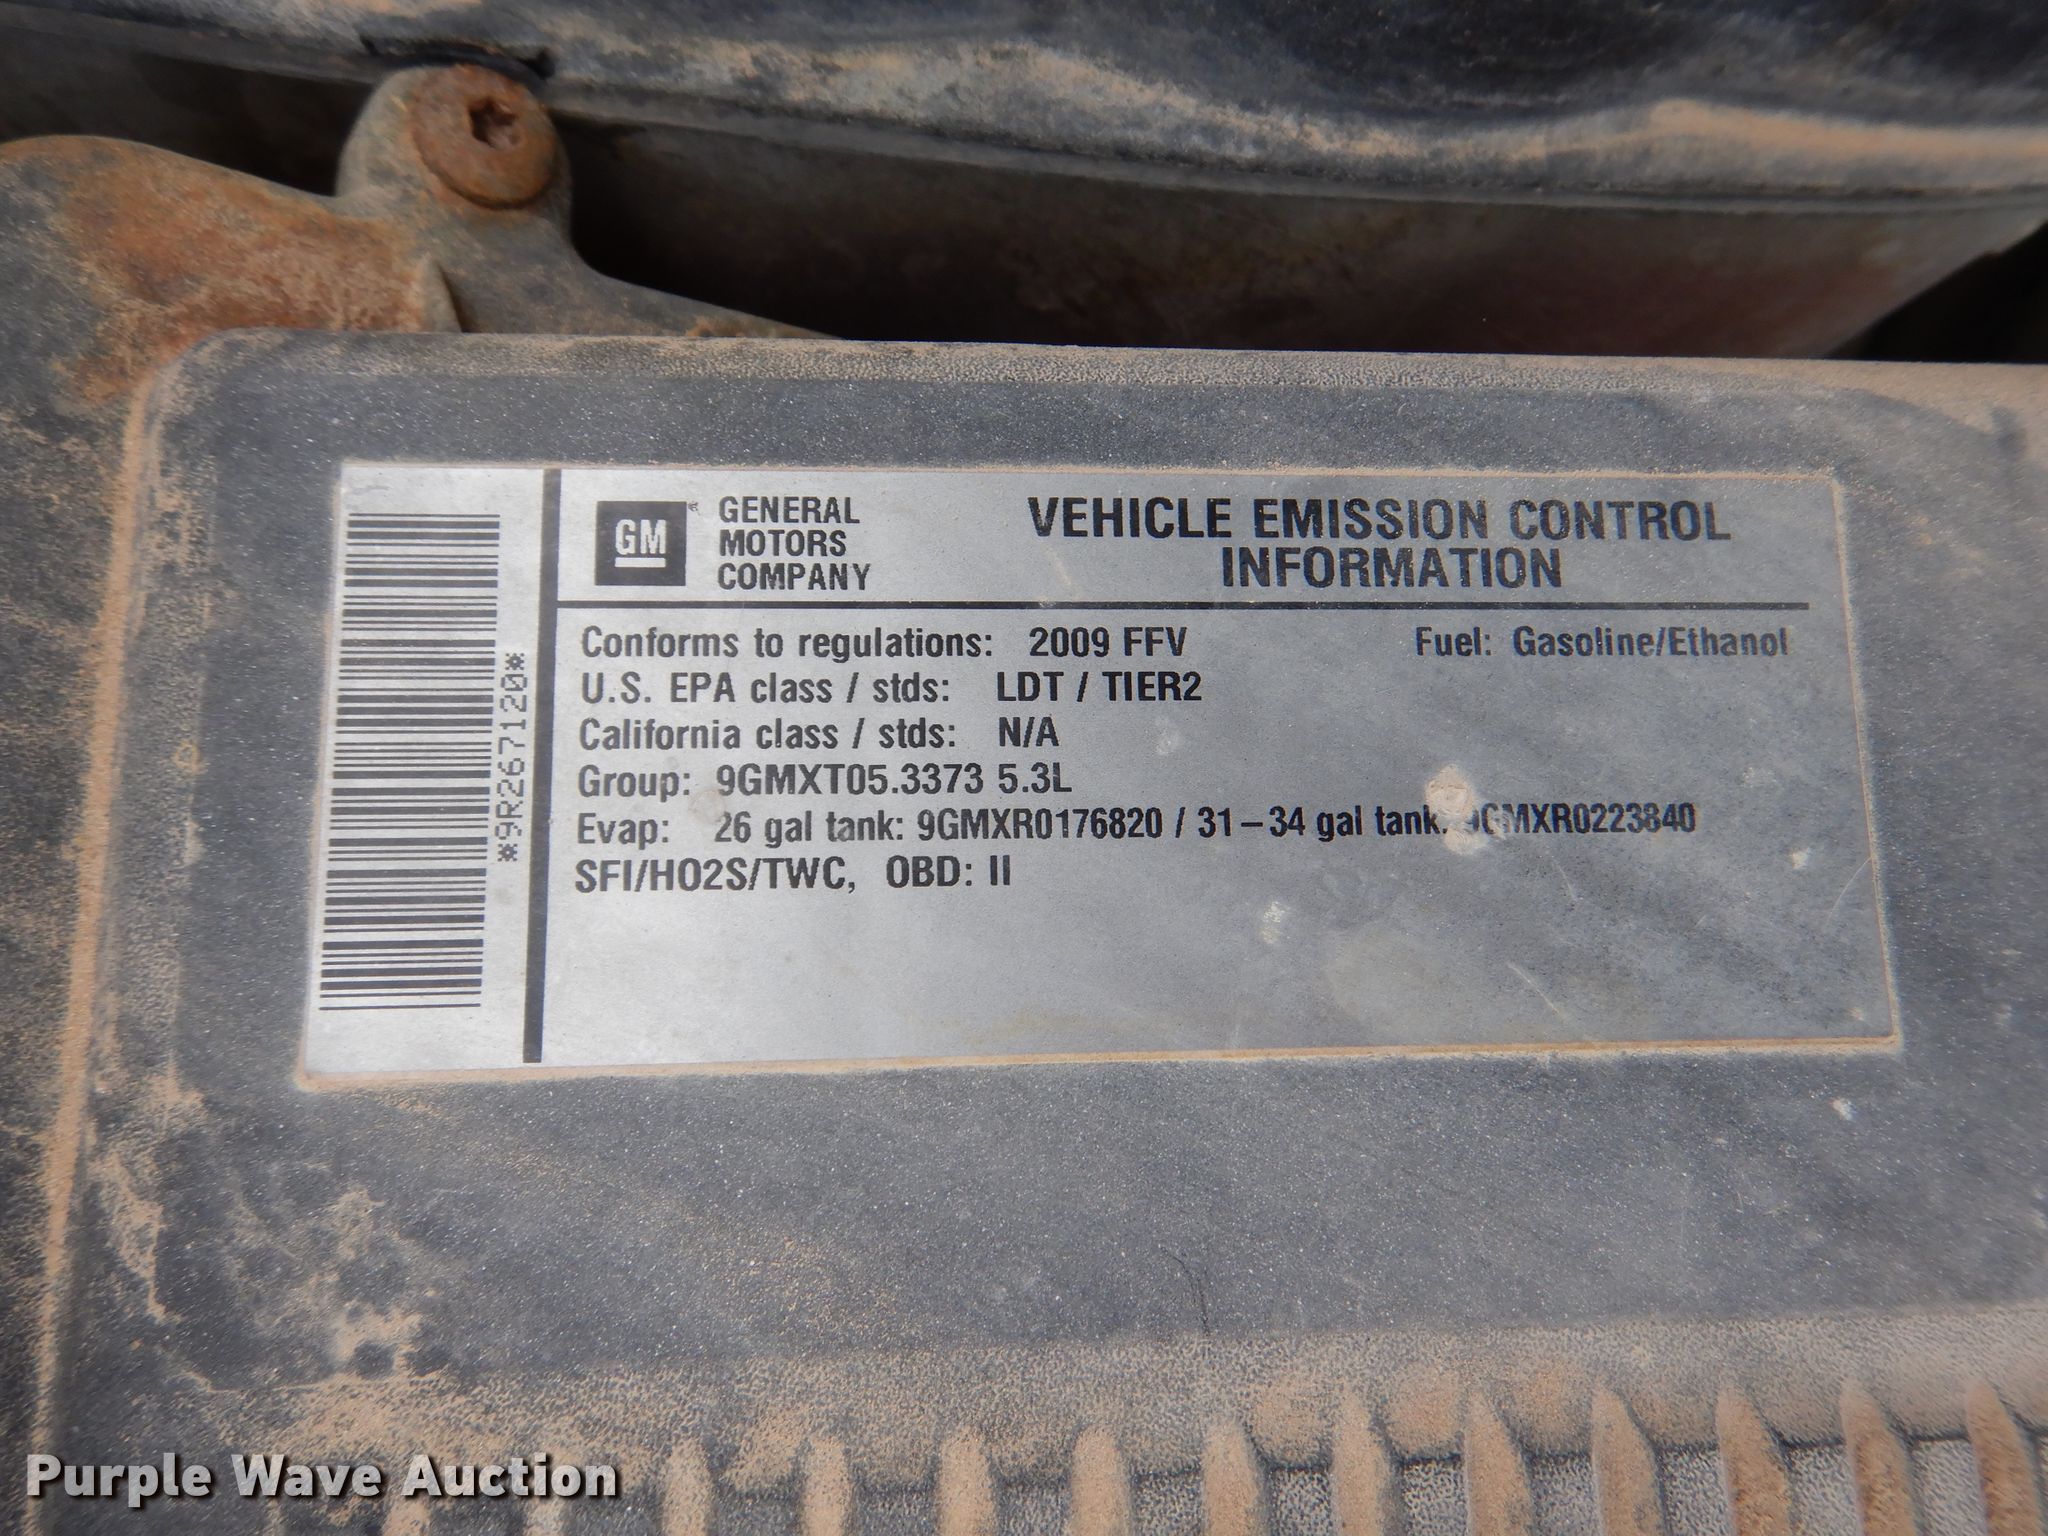 GM
GENERAL
MOTORS
COMPANY
VEHICLE EMISSION CONTROL
INFORMATION
Conforms to regulations: 2009 FFV Fuel: Gasoline/Ethanol
U.S. EPA class / stds: LDT / TIER2
California class / stds: N/A
Group: 9GMXT05.3373 5.3L
Evap: 26 gal tank: 9GMXR0176820 / 31-34 gal tank: 9GMXR0223840
SFI/HO2S/TWC, OBD: II
*9R267120*
Purple Wave Auction